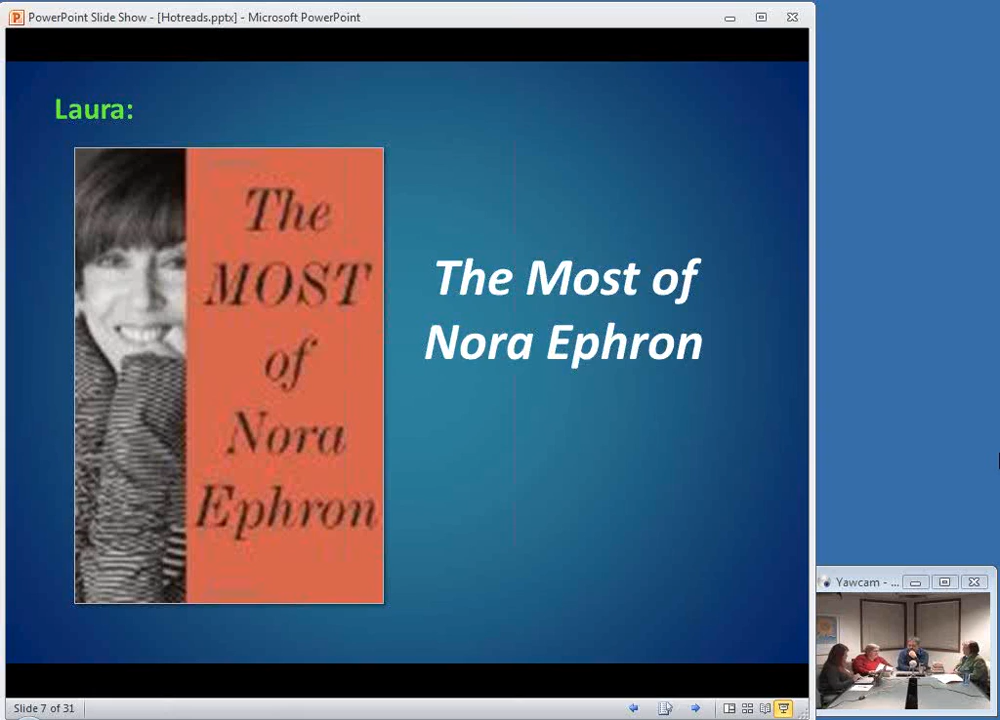 PowerPoint Slide Show - [Hotreads.pptx] - Microsoft PowerPoint
Laura:
The
MOST
of
Nora
Ephron
The Most of
Nora Ephron
Yawcam - ...
Slide 7 of 31